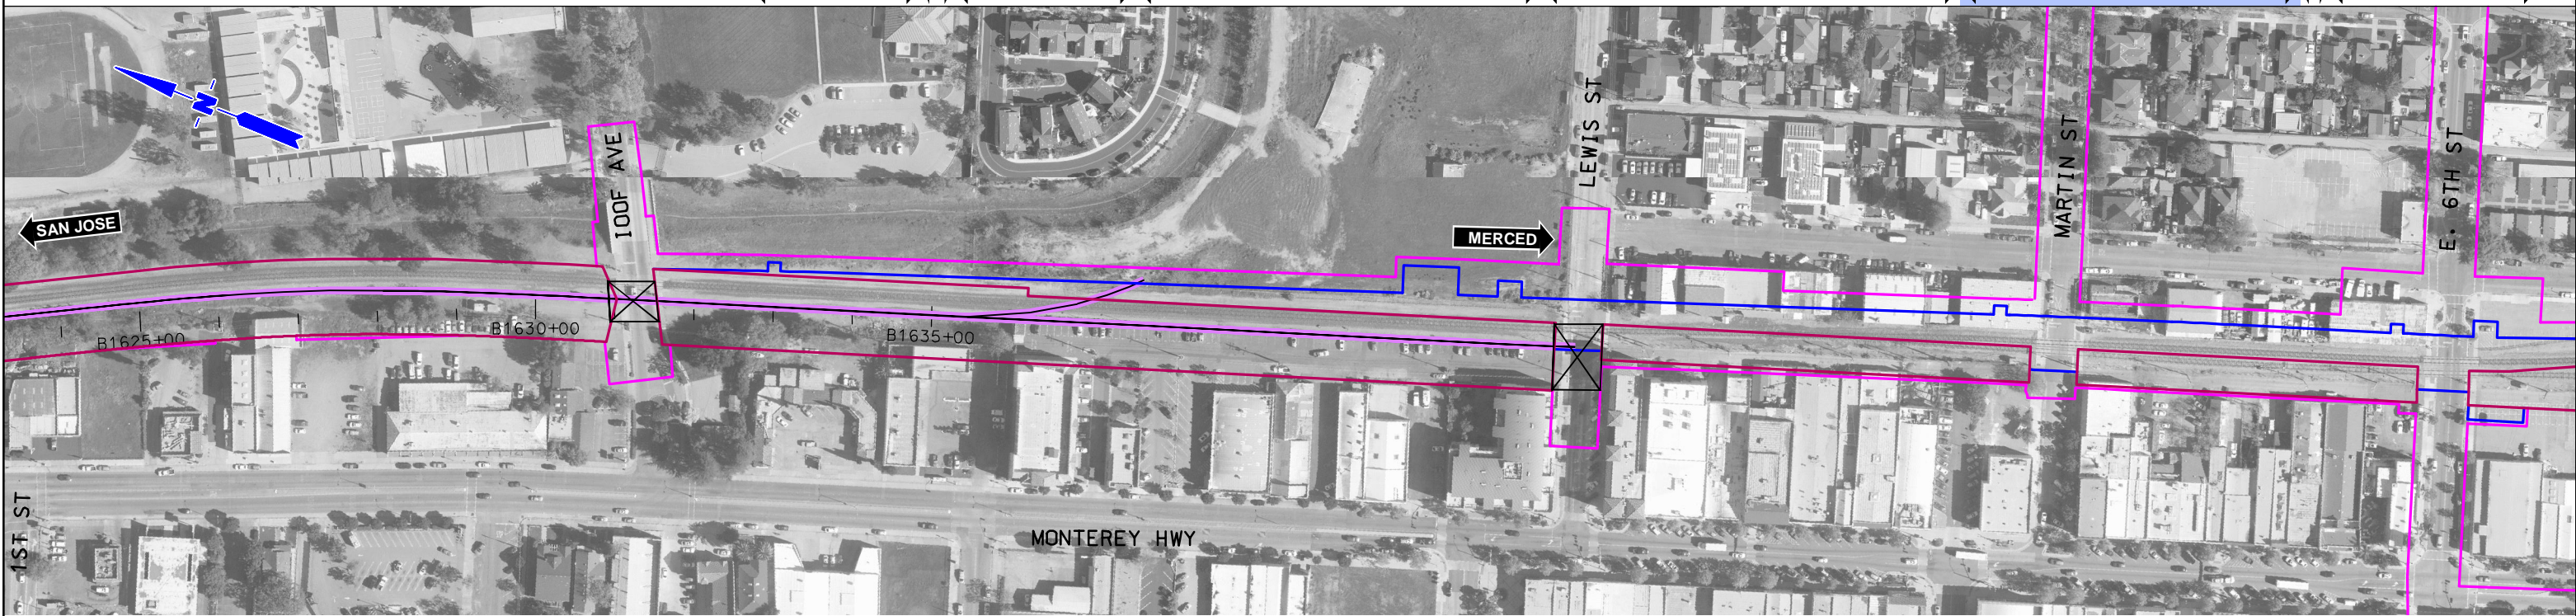 N
SAN JOSE
IOOF AVE
MERCED
LEWIS ST
MARTIN ST
E. 6TH ST
B1625+00
B1630+00
B1635+00
1ST ST
MONTEREY HWY